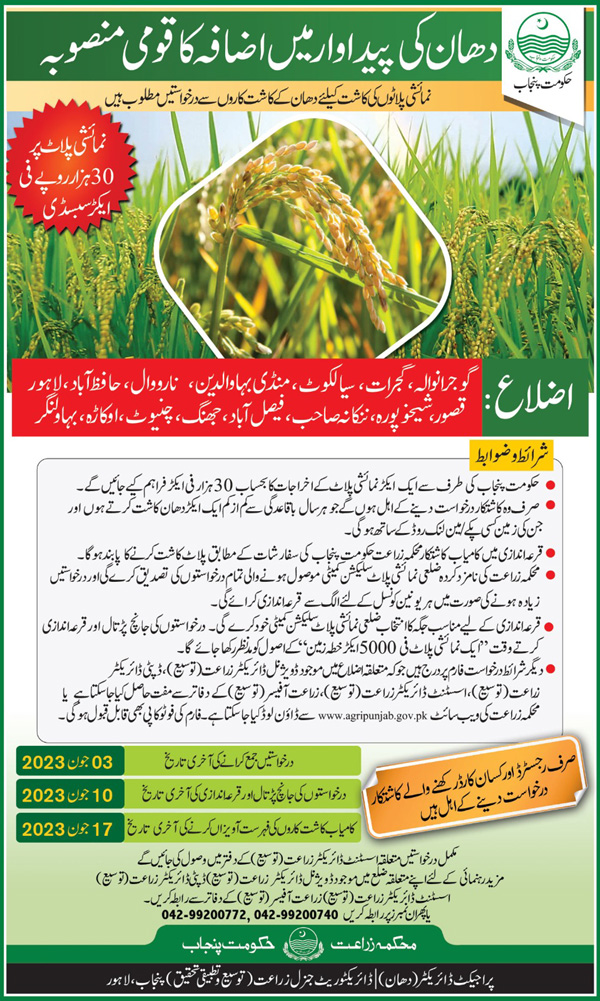 دھان کی پیداوار میں اضافہ کا قومی منصوبہ
حکومت پنجاب
نمائشی پلاٹوں کی کاشت کیلئے دھان کے کاشت کاروں سے درخواستیں مطلوب ہیں
نمائشی پلاٹ پر
30 ہزار روپے فی
ایکڑ سبسڈی
اضلاع:
گوجرانوالہ، گجرات، سیالکوٹ، منڈی بہاوالدین، نارووال، حافظ آباد، لاہور
قصور، شیخوپورہ، ننکانہ صاحب، فیصل آباد، جھنگ، چنیوٹ، اوکاڑہ، بہاولنگر
شرائط و ضوابط
حکومت پنجاب کی طرف سے ایک ایکڑ نمائشی پلاٹ کے اخراجات کا بحساب 30 ہزار فی ایکڑ فراہم کیے جائیں گے۔
صرف وہ کاشتکار درخواست دینے کے اہل ہوں گے جو ہر سال باقاعدگی سے کم از کم ایک ایکڑ دھان کاشت کرتے ہوں اور
جن کی زمین کسی پکے/مین لنک روڈ کے ساتھ ہوگی۔
قرعہ اندازی میں کامیاب کاشتکار محکمہ زراعت حکومت پنجاب کی سفارشات کے مطابق پلاٹ کاشت کرنے کا پابند ہوگا۔
محکمہ زراعت کی نامزد کردہ ضلعی نمائشی پلاٹ سلیکشن کمیٹی موصول ہونے والی تمام درخواستوں کی تصدیق کرے گی اور درخواستیں
زیادہ ہونے کی صورت میں ہر یونین کونسل کے لئے الگ سے قرعہ اندازی کرائے گی۔
قرعہ اندازی کے لیے مناسب جگہ کا انتخاب ضلعی نمائشی پلاٹ سلیکشن کمیٹی خود کرے گی۔ درخواستوں کی جانچ پڑتال اور قرعہ اندازی
کرتے وقت "ایک نمائشی پلاٹ فی 5000 ایکڑ خطہ زمین" کے اصول کو مدنظر رکھا جائے گا۔
دیگر شرائط درخواست فارم پر درج ہیں جو کہ متعلقہ اضلاع میں موجود ڈویژنل ڈائریکٹر زراعت (توسیع)، ڈپٹی ڈائریکٹر
زراعت (توسیع)، اسسٹنٹ ڈائریکٹر زراعت (توسیع)، زراعت آفیسر (توسیع) کے دفاتر سے مفت حاصل کیا جاسکتا ہے یا
محکمہ زراعت کی ویب سائٹ www.agripunjab.gov.pk سے ڈاؤن لوڈ کیا جاسکتا ہے۔ فارم کی فوٹو کاپی بھی قابل قبول ہوگی۔
درخواستیں جمع کرانے کی آخری تاریخ 03 جون 2023
درخواستوں کی جانچ پڑتال اور قرعہ اندازی کی آخری تاریخ 10 جون 2023
کامیاب کاشت کاروں کی فہرست آویزاں کرنے کی آخری تاریخ 17 جون 2023
صرف رجسٹرڈ اور کسان کارڈ رکھنے والے کاشتکار
درخواست دینے کے اہل ہیں
مکمل درخواستیں متعلقہ اسسٹنٹ ڈائریکٹر زراعت (توسیع) کے دفتر میں وصول کی جائیں گے
مزید رہنمائی کے لئے اپنے متعلقہ ضلع میں موجود ڈویژنل ڈائریکٹر زراعت (توسیع) ڈپٹی ڈائریکٹر زراعت (توسیع)
اسسٹنٹ ڈائریکٹر زراعت (توسیع) زراعت آفیسر (توسیع) کے دفاتر سے رابطہ کریں۔
یا پھر ان نمبرز پر رابطہ کریں 042-99200740 ,042-99200772
محکمہ زراعت حکومت پنجاب
پراجیکٹ ڈائریکٹر (دھان) | ڈائریکٹوریٹ جنرل زراعت (توسیع و تطبیقی تحقیق) پنجاب، لاہور